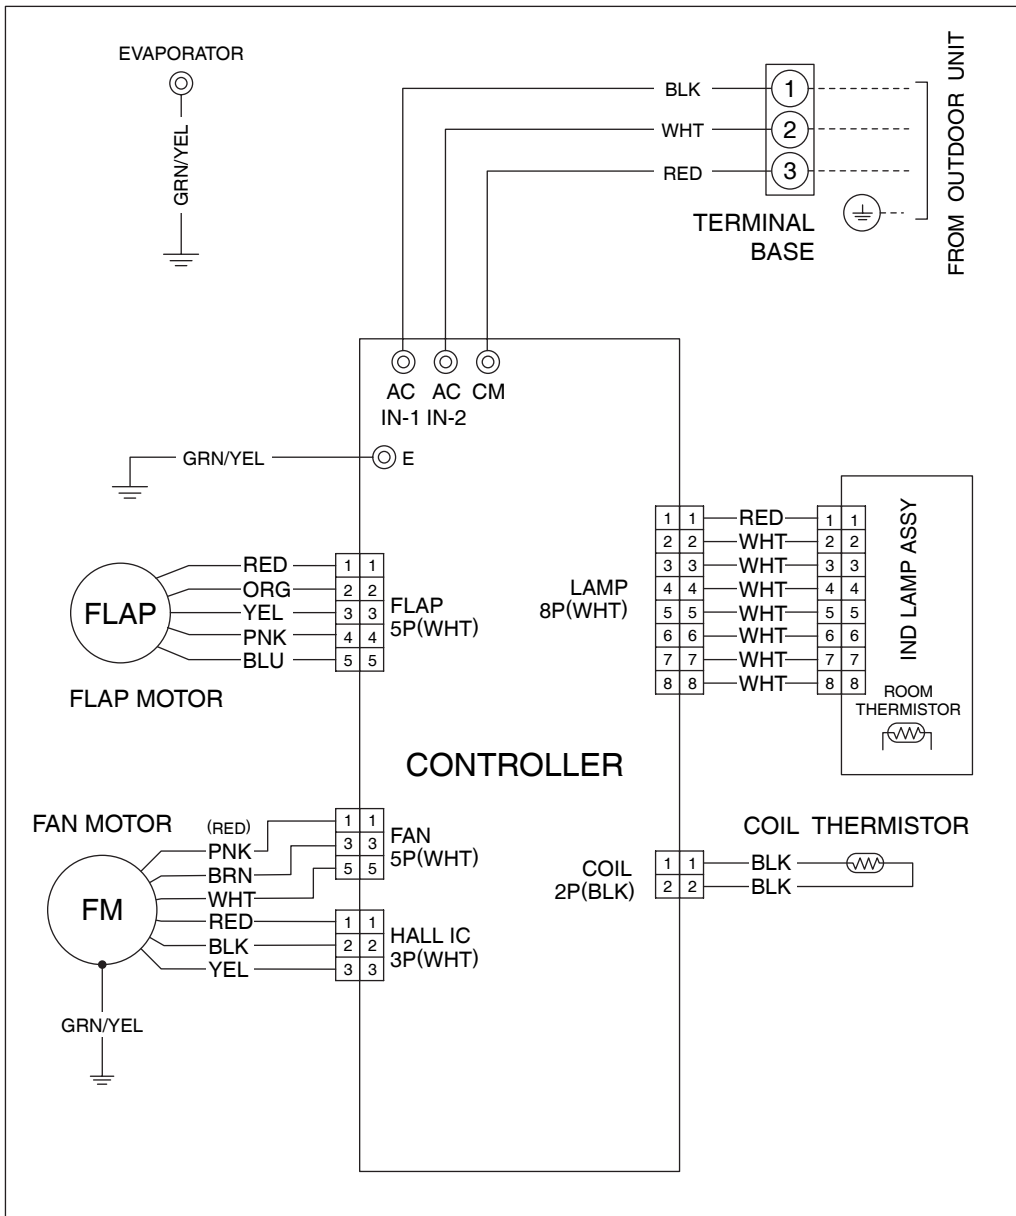 EVAPORATOR
GRN/YEL
BLK
WHT
RED
1
2
3
TERMINAL
BASE
FROM OUTDOOR UNIT
AC AC CM
IN-1 IN-2
GRN/YEL
E
RED
ORG
YEL
PNK
BLU
1 1
2 2
3 3
4 4
5 5
FLAP
FLAP
5P(WHT)
FLAP MOTOR
LAMP
8P(WHT)
1 1 RED 1 1
2 2 WHT 2 2
3 3 WHT 3 3
4 4 WHT 4 4
5 5 WHT 5 5
6 6 WHT 6 6
7 7 WHT 7 7
8 8 WHT 8 8
IND LAMP ASSY
ROOM
THERMISTOR
CONTROLLER
FAN MOTOR
FM
(RED)
PNK
BRN
WHT
RED
BLK
YEL
1 1
3 3
5 5
FAN
5P(WHT)
1 1
2 2
3 3
HALL IC
3P(WHT)
GRN/YEL
COIL THERMISTOR
COIL
2P(BLK)
1 1 BLK
2 2 BLK